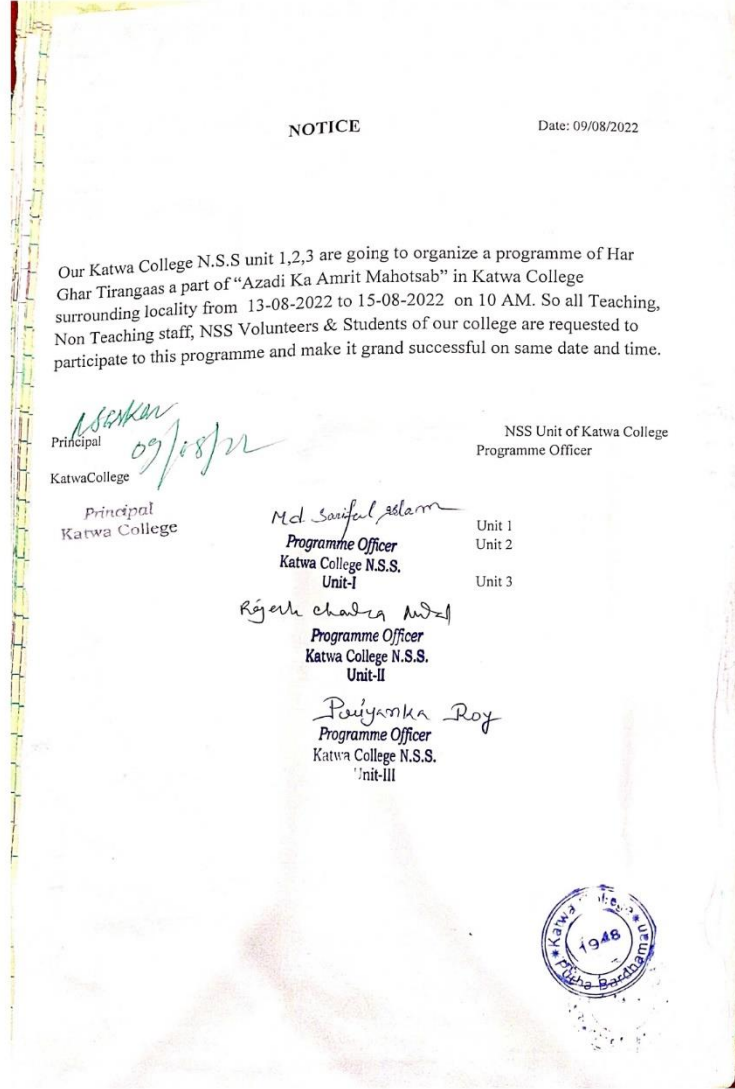 NOTICE
Date: 09/08/2022
Our Katwa College N.S.S unit 1,2,3 are going to organize a programme of Har
Ghar Tirangaas a part of “Azadi Ka Amrit Mahotsab” in Katwa College
surrounding locality from 13-08-2022 to 15-08-2022 on 10 AM. So all Teaching,
Non Teaching staff, NSS Volunteers & Students of our college are requested to
participate to this programme and make it grand successful on same date and time.
09/08/22
Principal
KatwaCollege
Principal
Katwa College
NSS Unit of Katwa College
Programme Officer
Unit 1
Unit 2
Unit 3
Md. Sariful Islam
Programme Officer
Katwa College N.S.S.
Unit-I
Programme Officer
Katwa College N.S.S.
Unit-II
Priyanka Roy
Programme Officer
Katwa College N.S.S.
Unit-III
Katwa College
1948
Purba Bardhaman